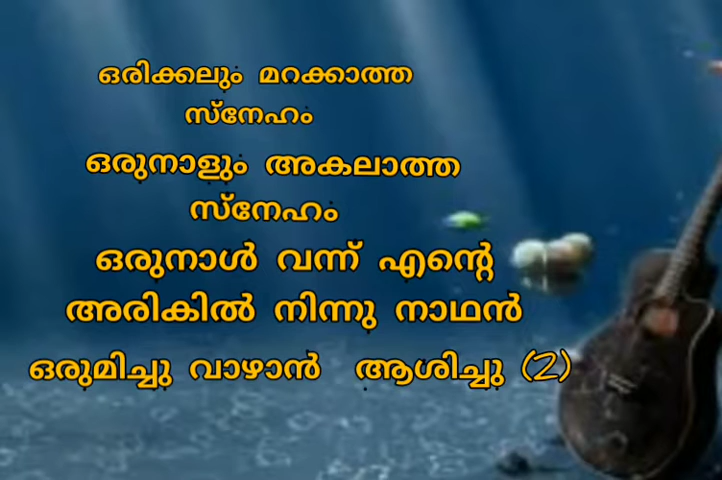 ഒരിക്കലും മറക്കാത്ത
സ്നേഹം
ഒരുനാളും അകലാത്ത
സ്നേഹം
ഒരുനാൾ വന്ന് എന്റെ
അരികിൽ നിന്നു നാഥൻ
ഒരുമിച്ചു വാഴാൻ ആശിച്ചു (2)